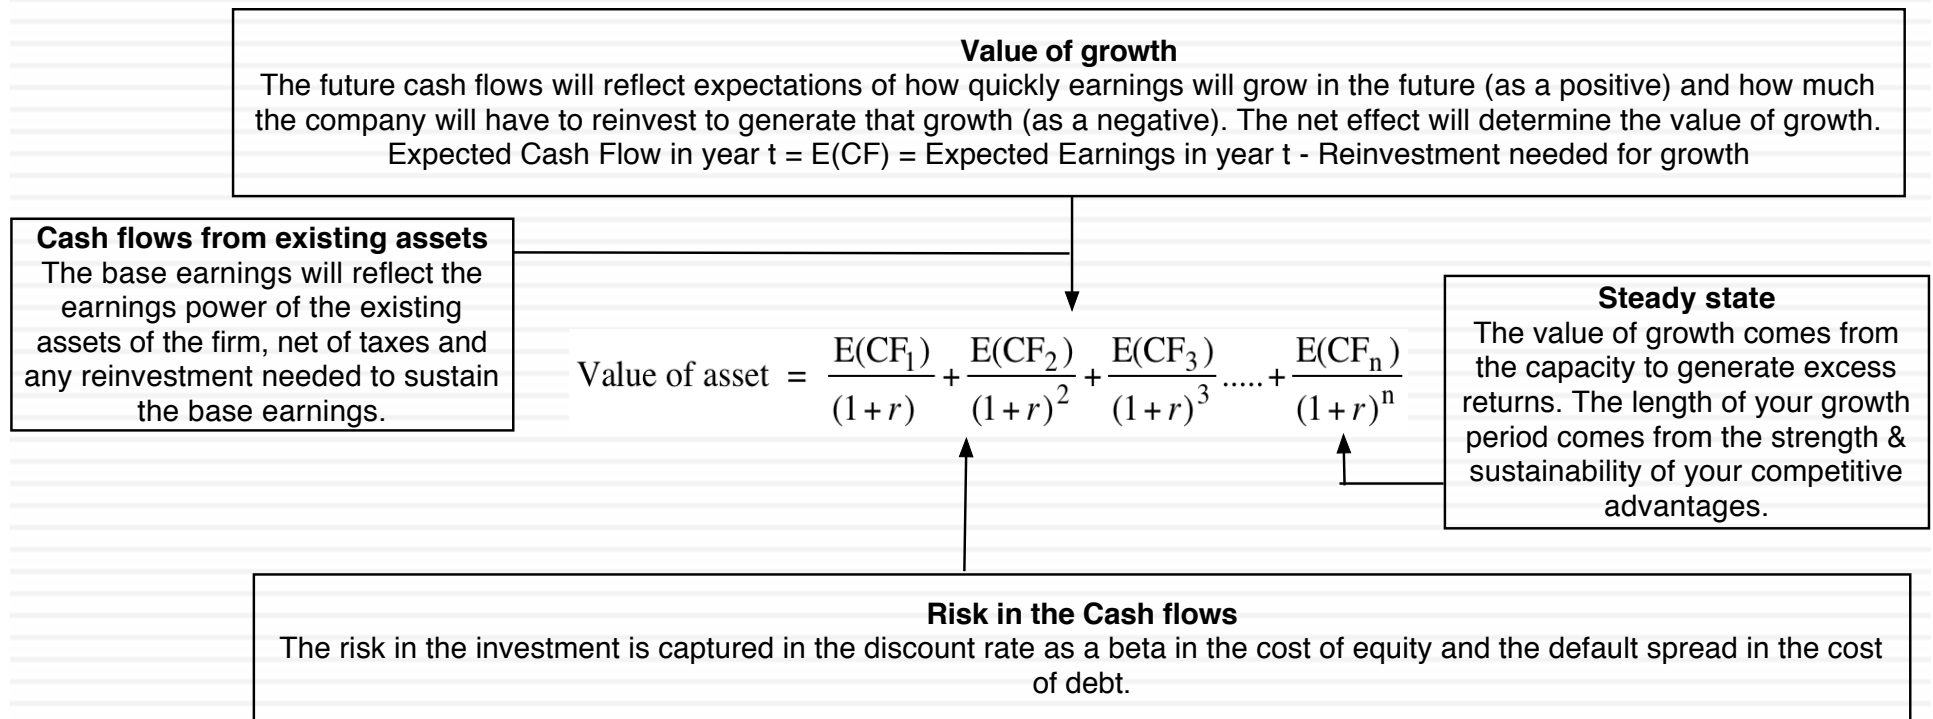 Value of growth
The future cash flows will reflect expectations of how quickly earnings will grow in the future (as a positive) and how much
the company will have to reinvest to generate that growth (as a negative). The net effect will determine the value of growth.
Expected Cash Flow in year t = E(CF) = Expected Earnings in year t - Reinvestment needed for growth
Cash flows from existing assets
The base earnings will reflect the
earnings power of the existing
assets of the firm, net of taxes and
any reinvestment needed to sustain
the base earnings.
Value of asset = E(CF₁)/(1+r) + E(CF₂)/(1+r)² + E(CF₃)/(1+r)³ ..... + E(CFₙ)/(1+r)ⁿ
Steady state
The value of growth comes from
the capacity to generate excess
returns. The length of your growth
period comes from the strength &
sustainability of your competitive
advantages.
Risk in the Cash flows
The risk in the investment is captured in the discount rate as a beta in the cost of equity and the default spread in the cost
of debt.